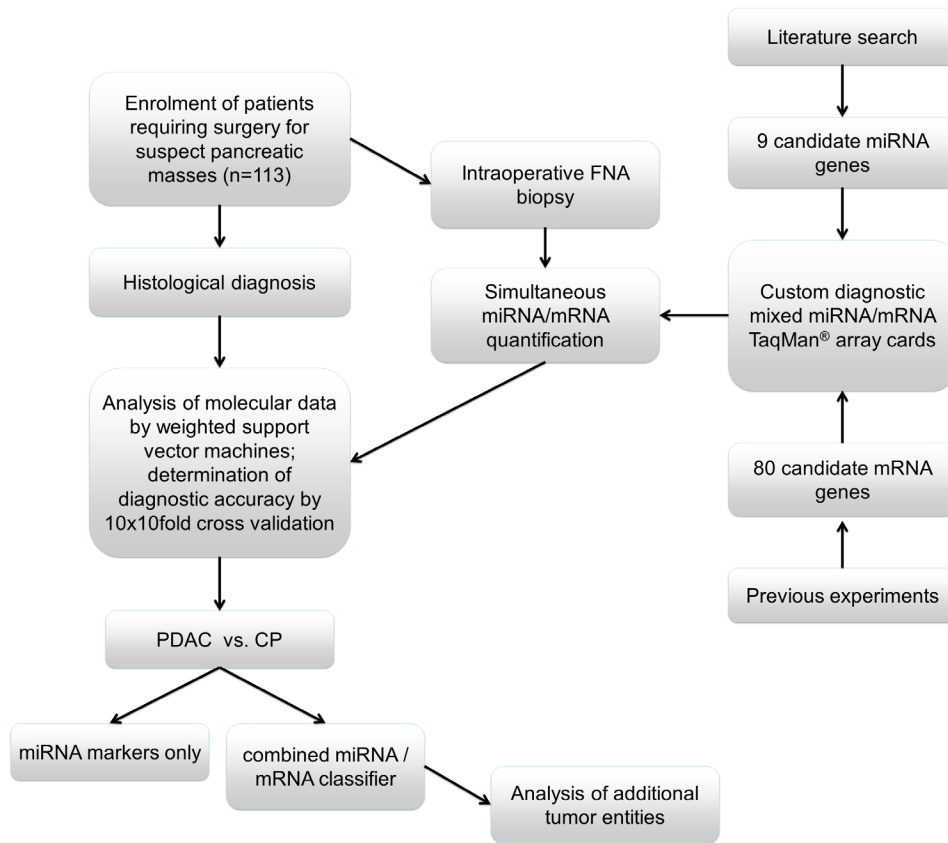 Literature search
Enrolment of patients
requiring surgery for
suspect pancreatic
masses (n=113)
9 candidate miRNA
genes
Intraoperative FNA
biopsy
Histological diagnosis
Simultaneous
miRNA/mRNA
quantification
Custom diagnostic
mixed miRNA/mRNA
TaqMan® array cards
Analysis of molecular data
by weighted support
vector machines;
determination of
diagnostic accuracy by
10x10fold cross validation
80 candidate mRNA
genes
Previous experiments
PDAC vs. CP
miRNA markers only
combined miRNA /
mRNA classifier
Analysis of additional
tumor entities